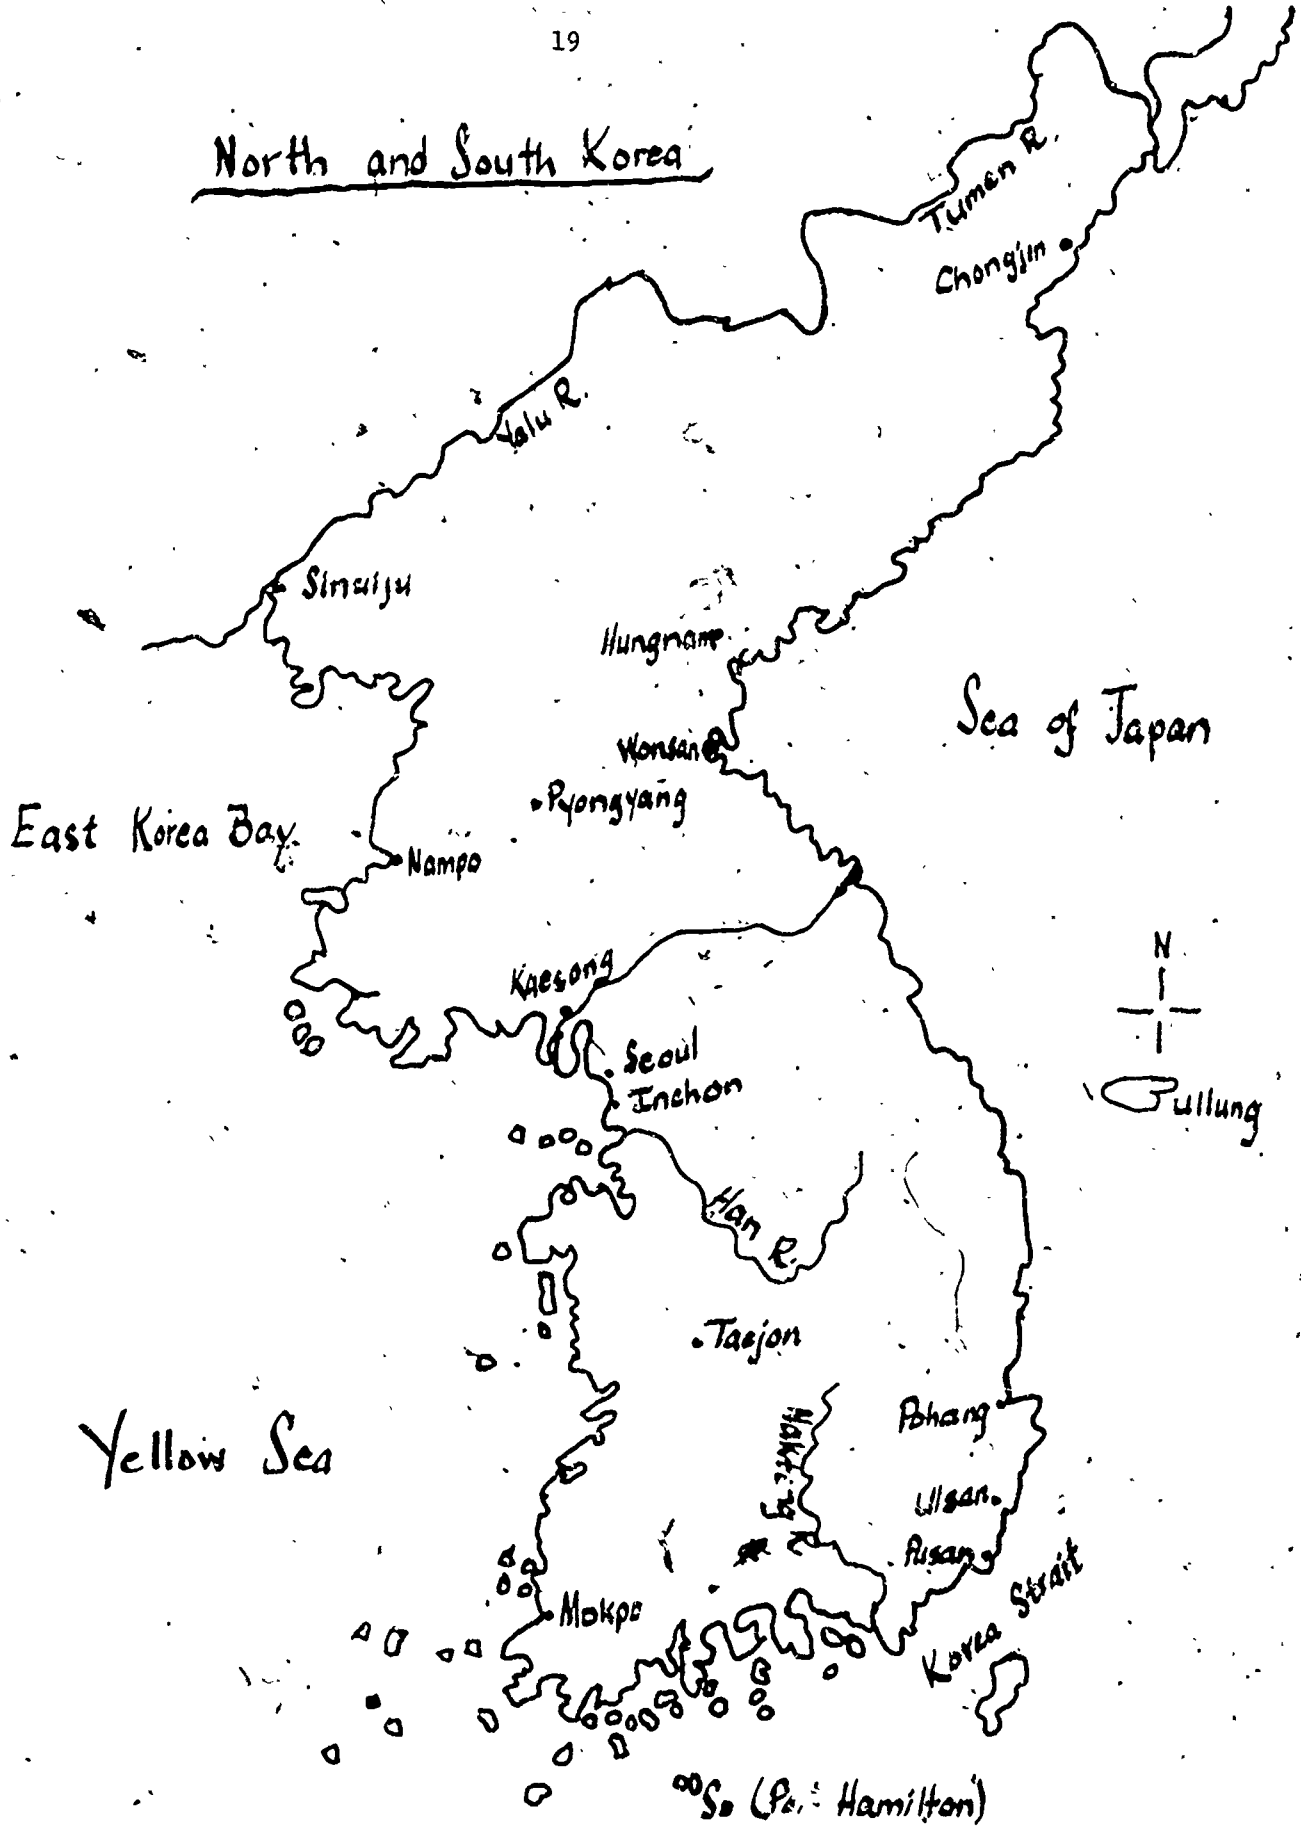 19
North and South Korea
Tumen R.
Chongjin
Yalu R.
Sinuiju
Hungnam
Sea of Japan
Wonsan
Pyongyang
East Korea Bay
Nampo
N
Kaesong
Seoul
Inchon
ullung
Han R.
Taejon
Pohang
Yellow Sea
Ulsan
Pusan
Korea Strait
Mokpo
(Hamilton)